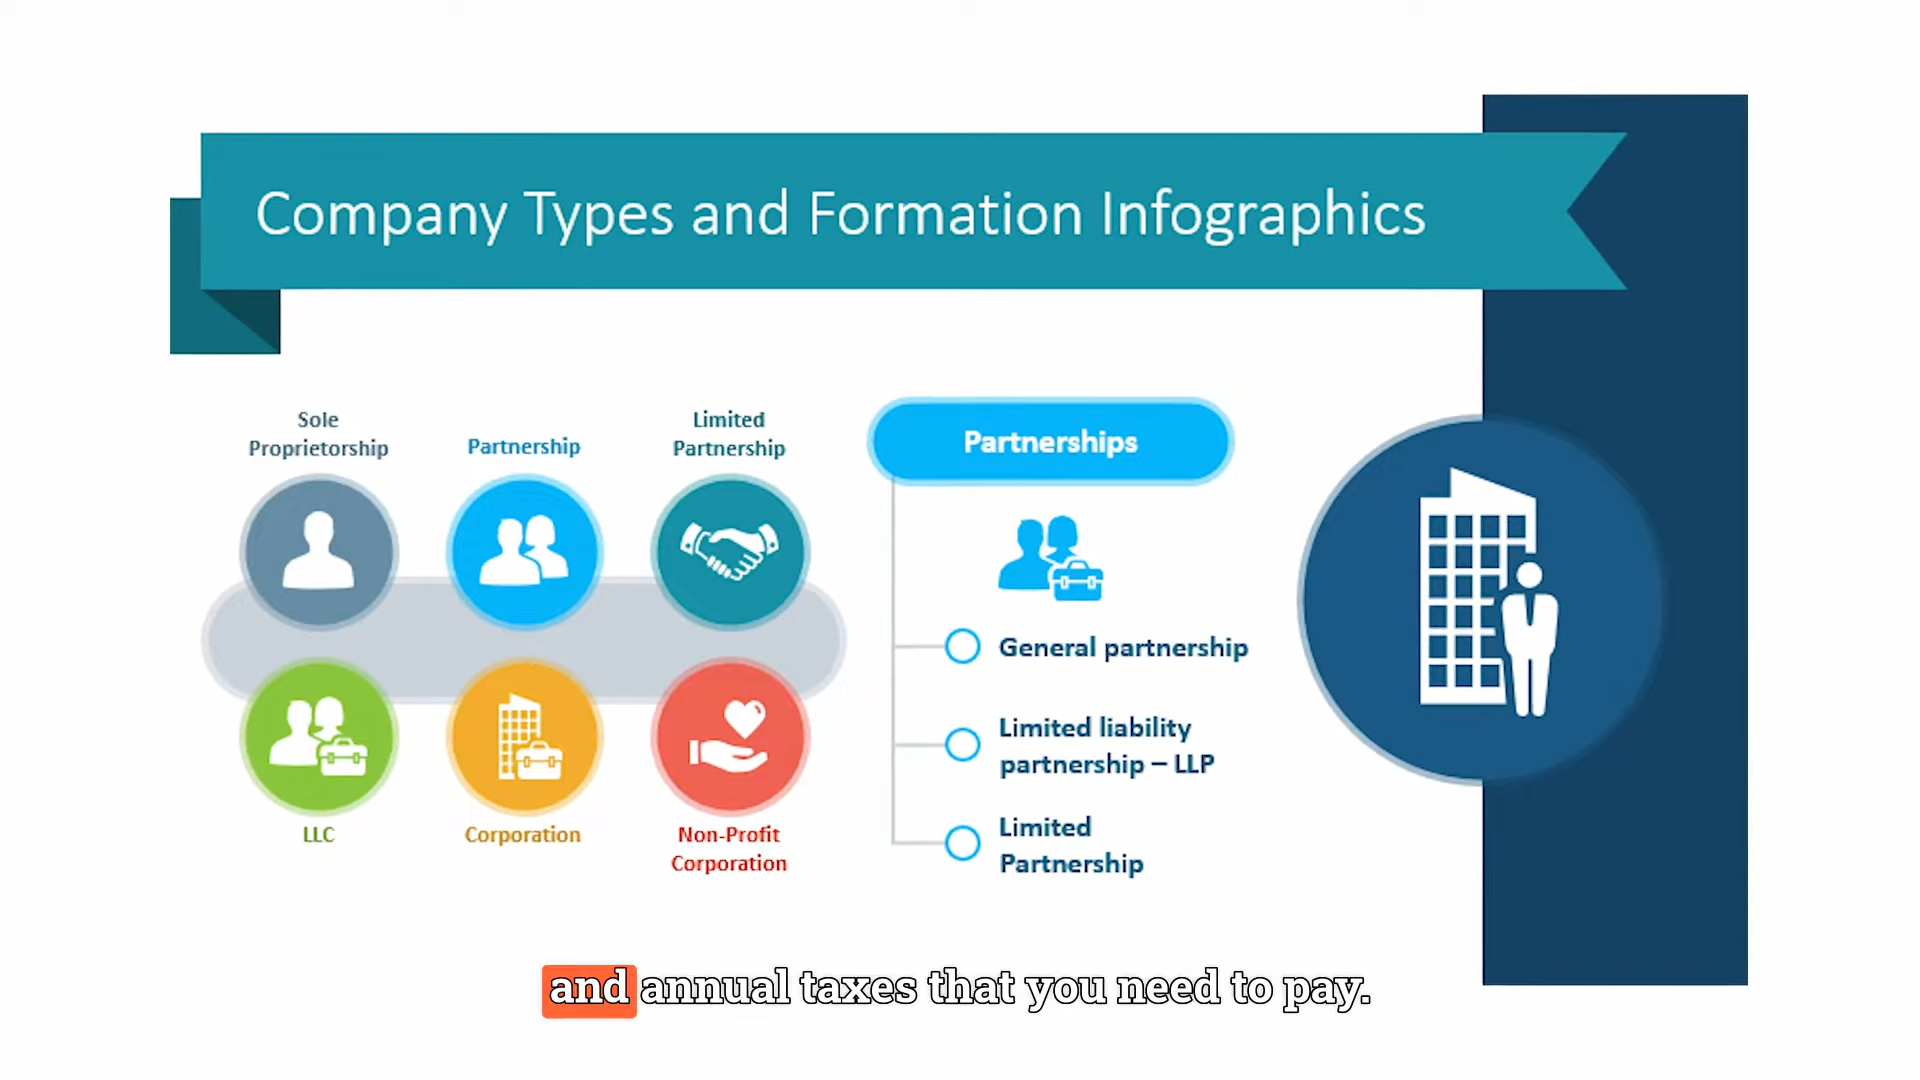 Company Types and Formation Infographics
Sole
Proprietorship
Partnership
Limited
Partnership
LLC
Corporation
Non-Profit
Corporation
Partnerships
General partnership
Limited liability
partnership – LLP
Limited
Partnership
and annual taxes that you need to pay.